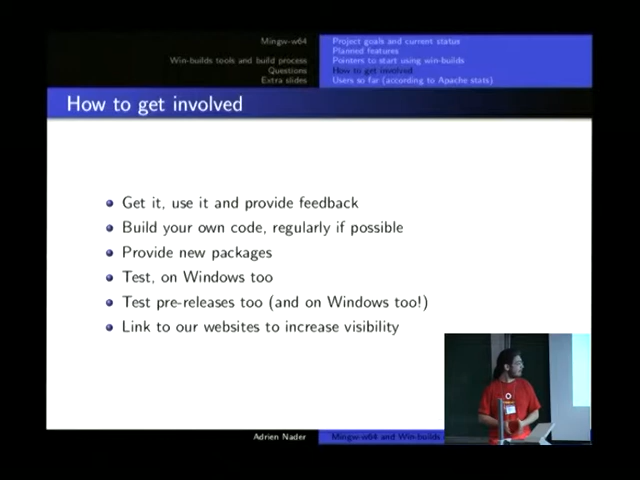 Mingw-w64
Win-builds tools and build process
Questions
Extra slides
Project goals and current status
Planned features
Pointers to start using win-builds
How to get involved
Users so far (according to Apache stats)
How to get involved
Get it, use it and provide feedback
Build your own code, regularly if possible
Provide new packages
Test, on Windows too
Test pre-releases too (and on Windows too!)
Link to our websites to increase visibility
Adrien Nader
Mingw-w64 and Win-builds